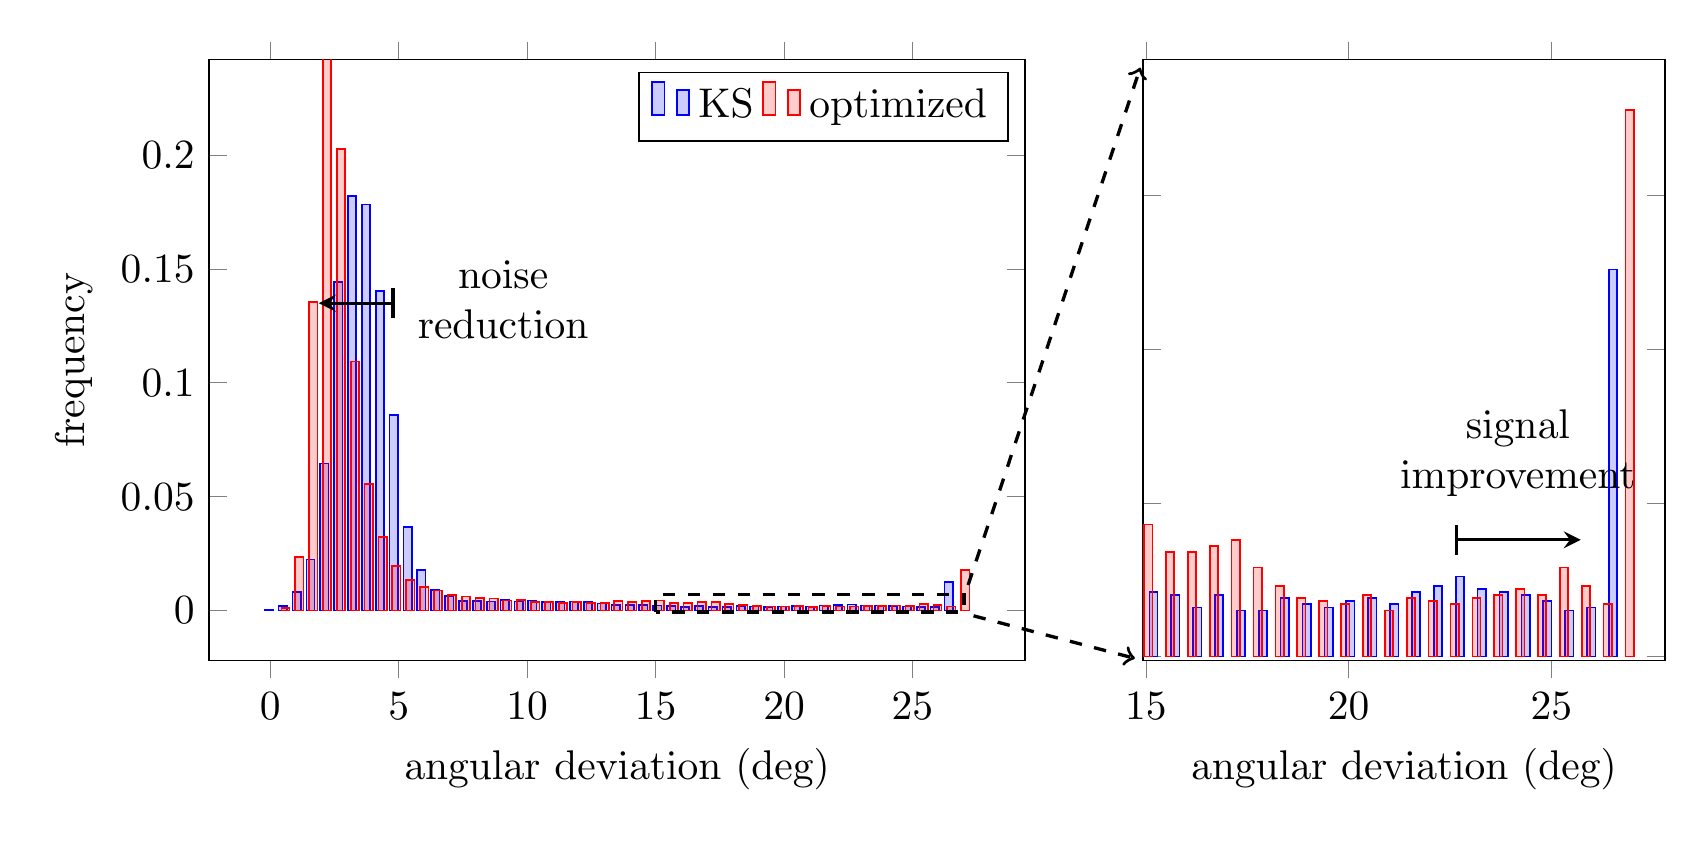 KS optimized
0.2
0.15
0.1
0.05
0
frequency
noise
reduction
0 5 10 15 20 25
angular deviation (deg)
signal
improvement
15 20 25
angular deviation (deg)